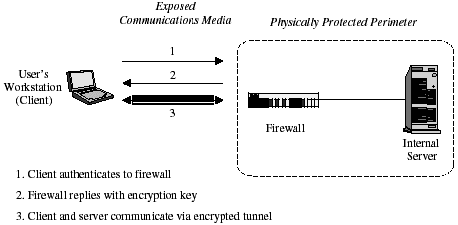 Exposed
Communications Media
Physically Protected Perimeter
1
2
3
User's
Workstation
(Client)
Firewall
Internal
Server
1. Client authenticates to firewall
2. Firewall replies with encryption key
3. Client and server communicate via encrypted tunnel